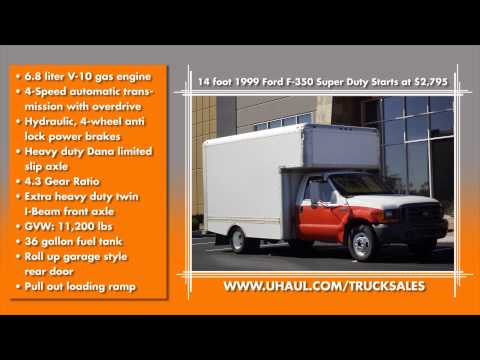 • 6.8 liter V-10 gas engine
• 4-Speed automatic trans-
mission with overdrive
• Hydraulic, 4-wheel anti
lock power brakes
• Heavy duty Dana limited
slip axle
• 4.3 Gear Ratio
• Extra heavy duty twin
I-Beam front axle
• GVW: 11,200 lbs
• 36 gallon fuel tank
• Roll up garage style
rear door
• Pull out loading ramp
14 foot 1999 Ford F-350 Super Duty Starts at $2,795
WWW.UHAUL.COM/TRUCKSALES